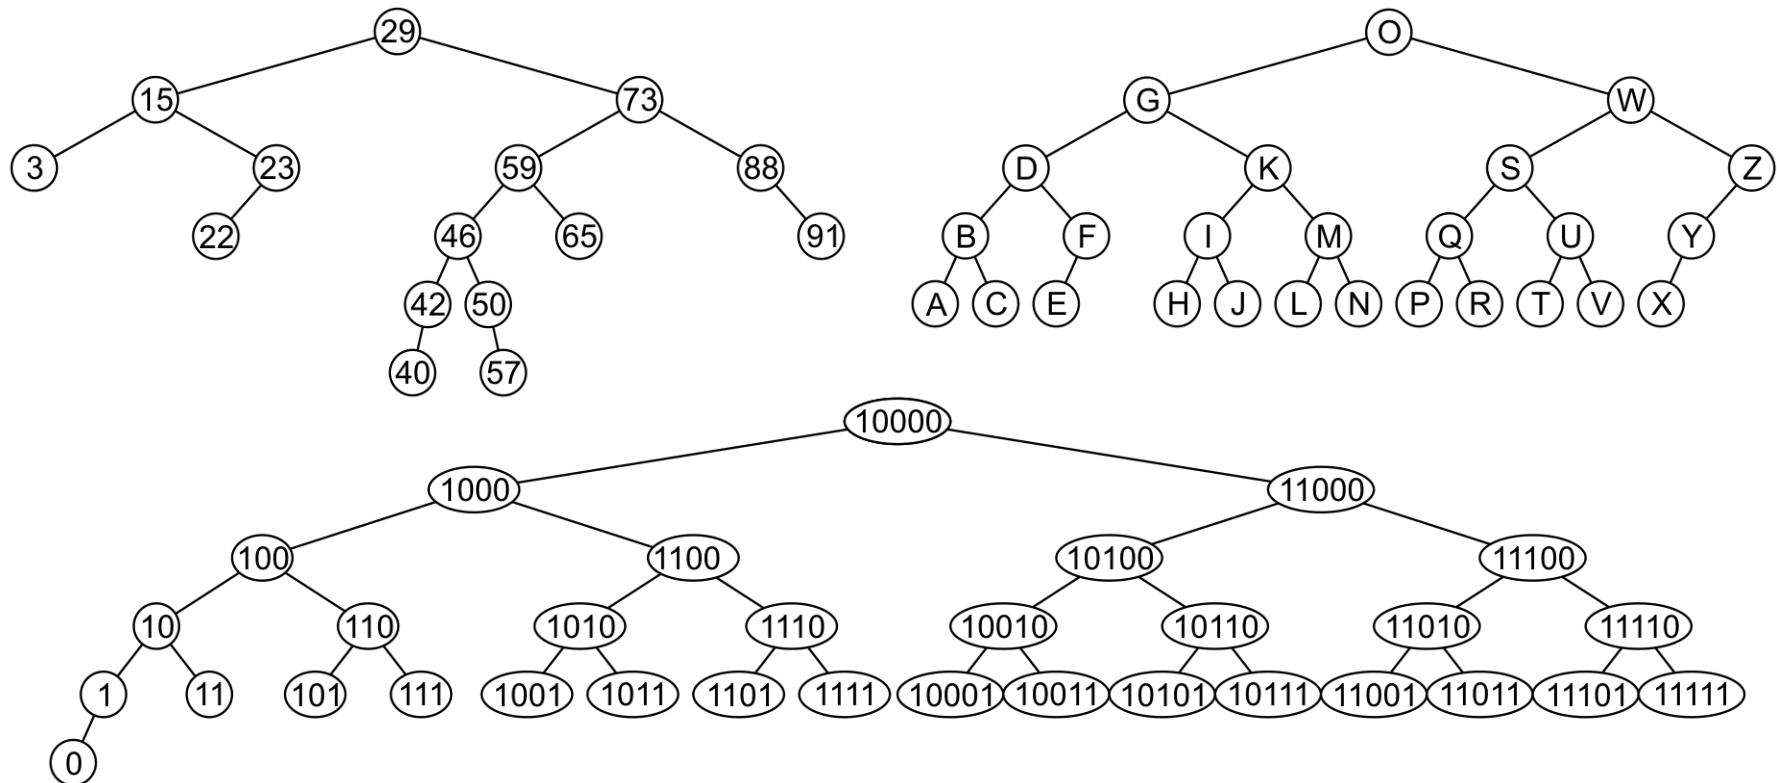 29 O
15 73 G W
3 23 59 88 D K S Z
22 46 65 91 B F I M Q U Y
42 50 A C E H J L N P R T V X
40 57
10000
1000 11000
100 1100 10100 11100
10 110 1010 1110 10010 10110 11010 11110
1 11 101 111 1001 1011 1101 1111 10001 10011 10101 10111 11001 11011 11101 11111
0